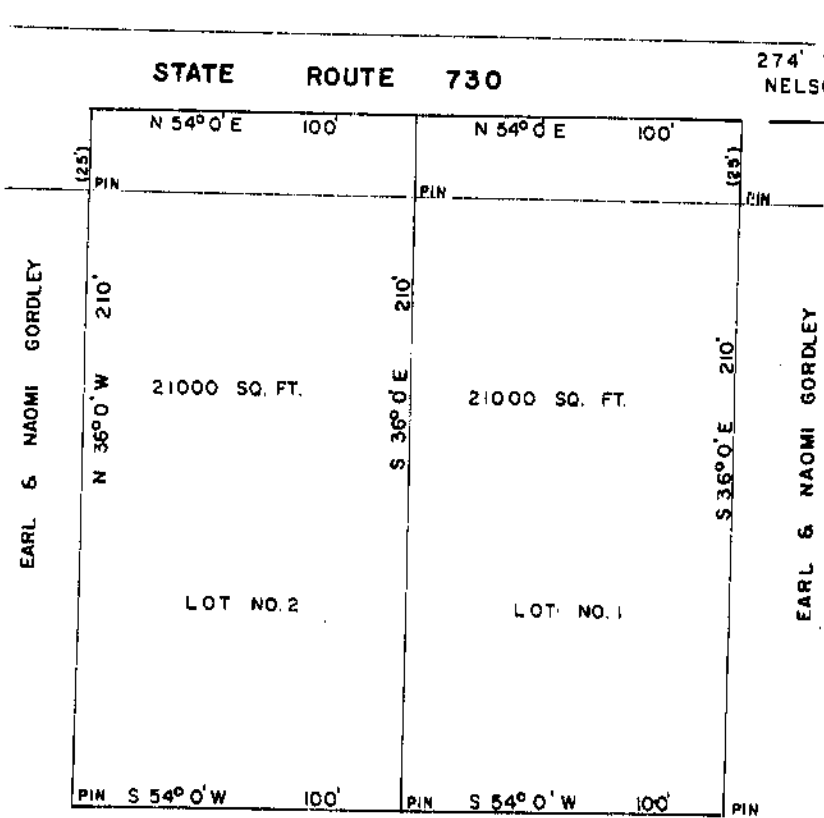 STATE ROUTE 730
274'
N 54° 0' E 100'
N 54° 0' E 100'
(25')
(25')
PIN
PIN
PIN
EARL & NAOMI GORDLEY
N 36° 0' W 210'
S 36° 0' E 210'
S 36° 0' E 210'
EARL & NAOMI GORDLEY
21000 SQ. FT.
21000 SQ. FT.
LOT NO. 2
LOT NO. 1
PIN S 54° 0' W 100'
PIN S 54° 0' W 100'
PIN